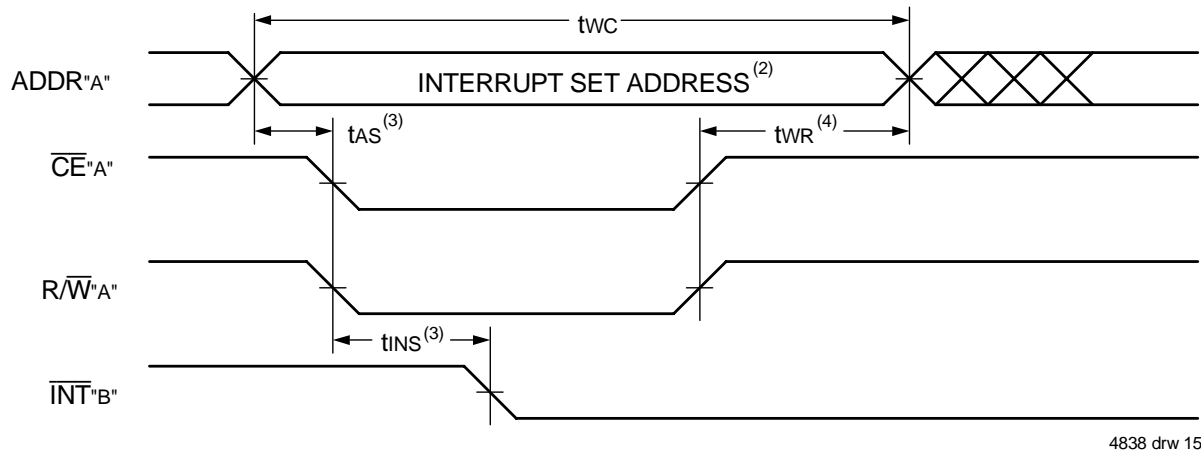 tWC
ADDR"A"
INTERRUPT SET ADDRESS(2)
tAS(3)
tWR(4)
CE"A"
R/W"A"
tINS(3)
INT"B"
4838 drw 15